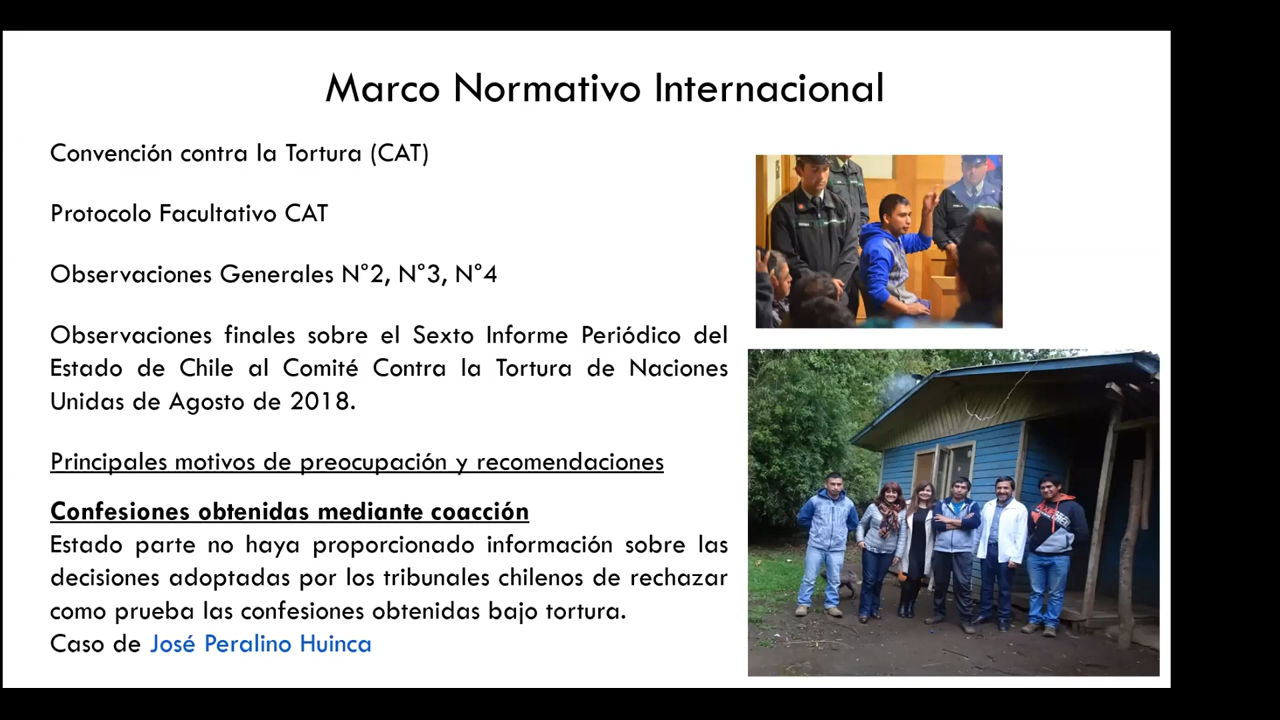 Marco Normativo Internacional
Convención contra la Tortura (CAT)
Protocolo Facultativo CAT
Observaciones Generales N°2, N°3, N°4
Observaciones finales sobre el Sexto Informe Periódico del
Estado de Chile al Comité Contra la Tortura de Naciones
Unidas de Agosto de 2018.
Principales motivos de preocupación y recomendaciones
Confesiones obtenidas mediante coacción
Estado parte no haya proporcionado información sobre las
decisiones adoptadas por los tribunales chilenos de rechazar
como prueba las confesiones obtenidas bajo tortura.
Caso de José Peralino Huinca